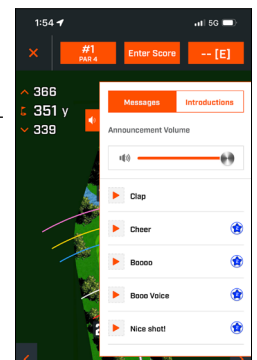 1:54
5G
#1
PAR 4
Enter Score
-- [E]
366
351 y
339
Messages
Introductions
Announcement Volume
Clap
Cheer
Boooo
Booo Voice
Nice shot!